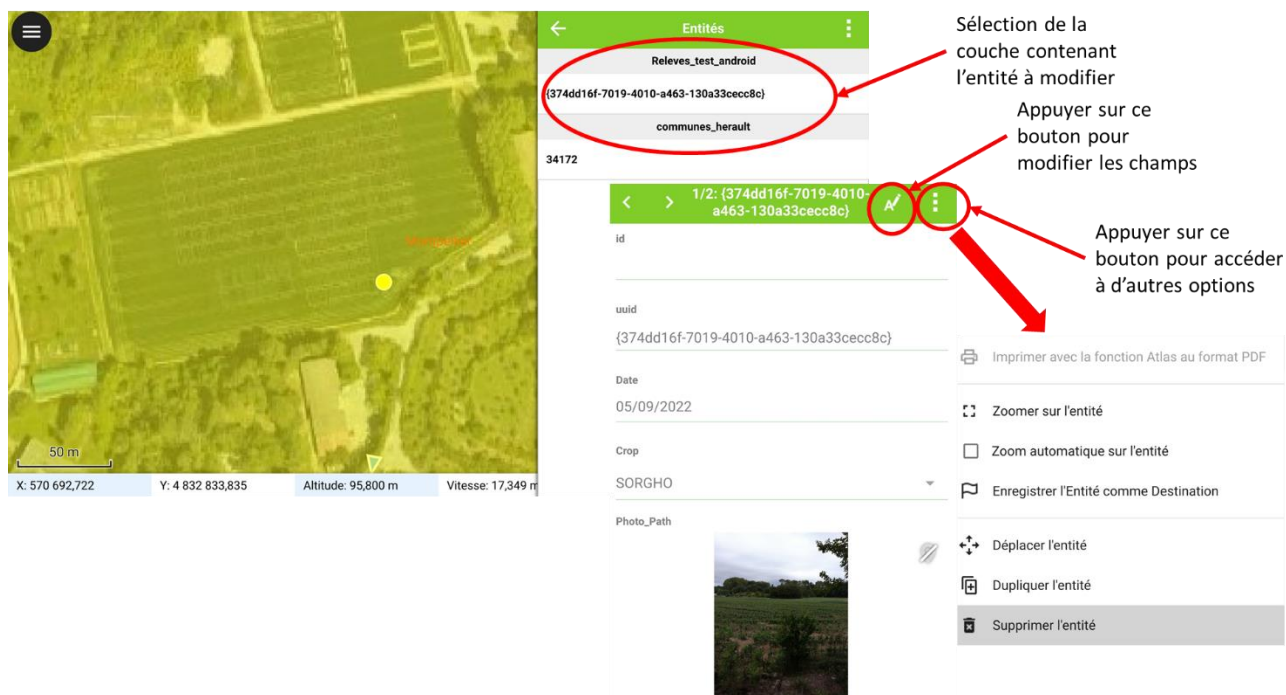 Entités
Releves_test_android
{374dd16f-7019-4010-a463-130a33cecc8c}
communes_herault
34172
Sélection de la
couche contenant
l’entité à modifier
Appuyer sur ce
bouton pour
modifier les champs
Appuyer sur ce
bouton pour accéder
à d’autres options
50 m
X: 570 692,722
Y: 4 832 833,835
Altitude: 95,800 m
Vitesse: 17,349 m
1/2: {374dd16f-7019-4010-
a463-130a33cecc8c}
id
uuid
{374dd16f-7019-4010-a463-130a33cecc8c}
Date
05/09/2022
Crop
SORGHO
Photo_Path
Imprimer avec la fonction Atlas au format PDF
Zoomer sur l'entité
Zoom automatique sur l'entité
Enregistrer l'Entité comme Destination
Déplacer l'entité
Dupliquer l'entité
Supprimer l'entité